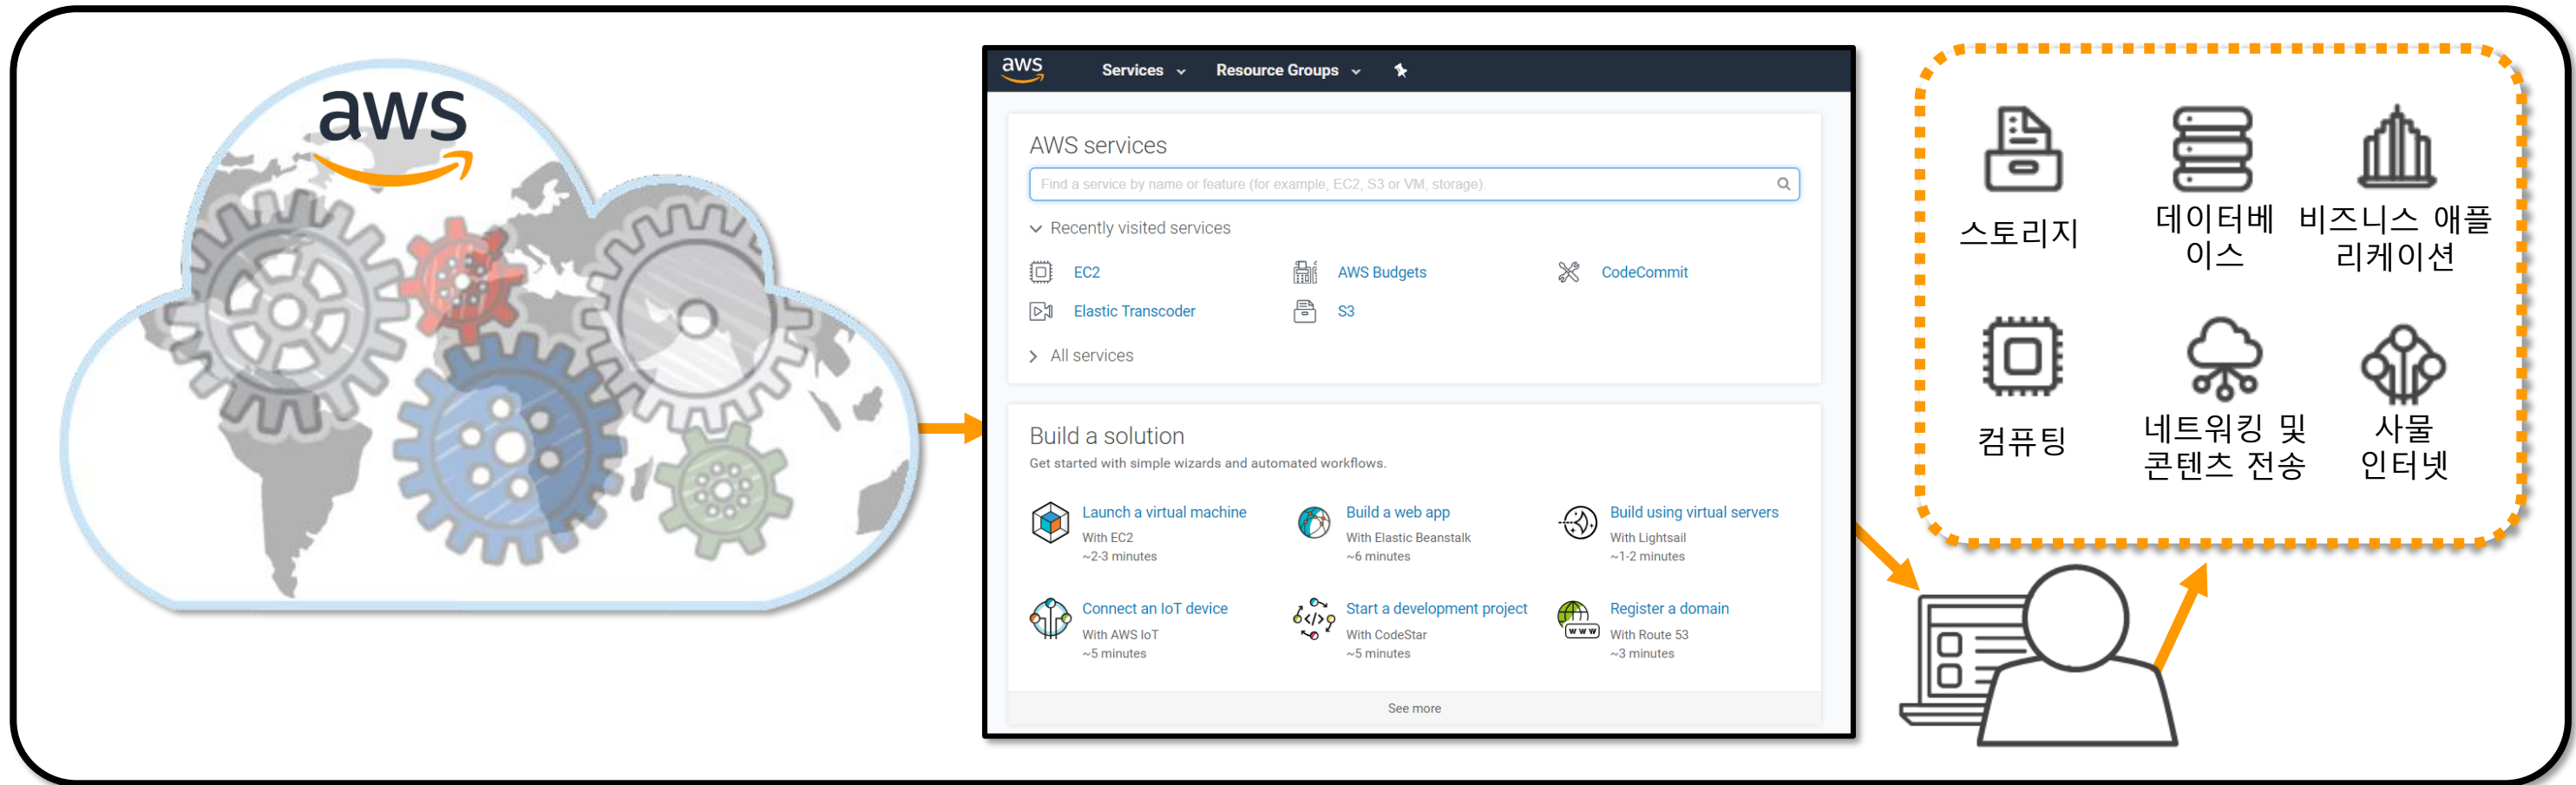 aws
aws
Services
Resource Groups
AWS services
Find a service by name or feature (for example, EC2, S3 or VM, storage).
Recently visited services
EC2
AWS Budgets
CodeCommit
Elastic Transcoder
S3
All services
Build a solution
Get started with simple wizards and automated workflows.
Launch a virtual machine
With EC2
~2-3 minutes
Build a web app
With Elastic Beanstalk
~6 minutes
Build using virtual servers
With Lightsail
~1-2 minutes
Connect an IoT device
With AWS IoT
~5 minutes
Start a development project
With CodeStar
~5 minutes
Register a domain
With Route 53
~3 minutes
www
See more
스토리지
데이터베
이스
비즈니스 애플
리케이션
컴퓨팅
네트워킹 및
콘텐츠 전송
사물
인터넷